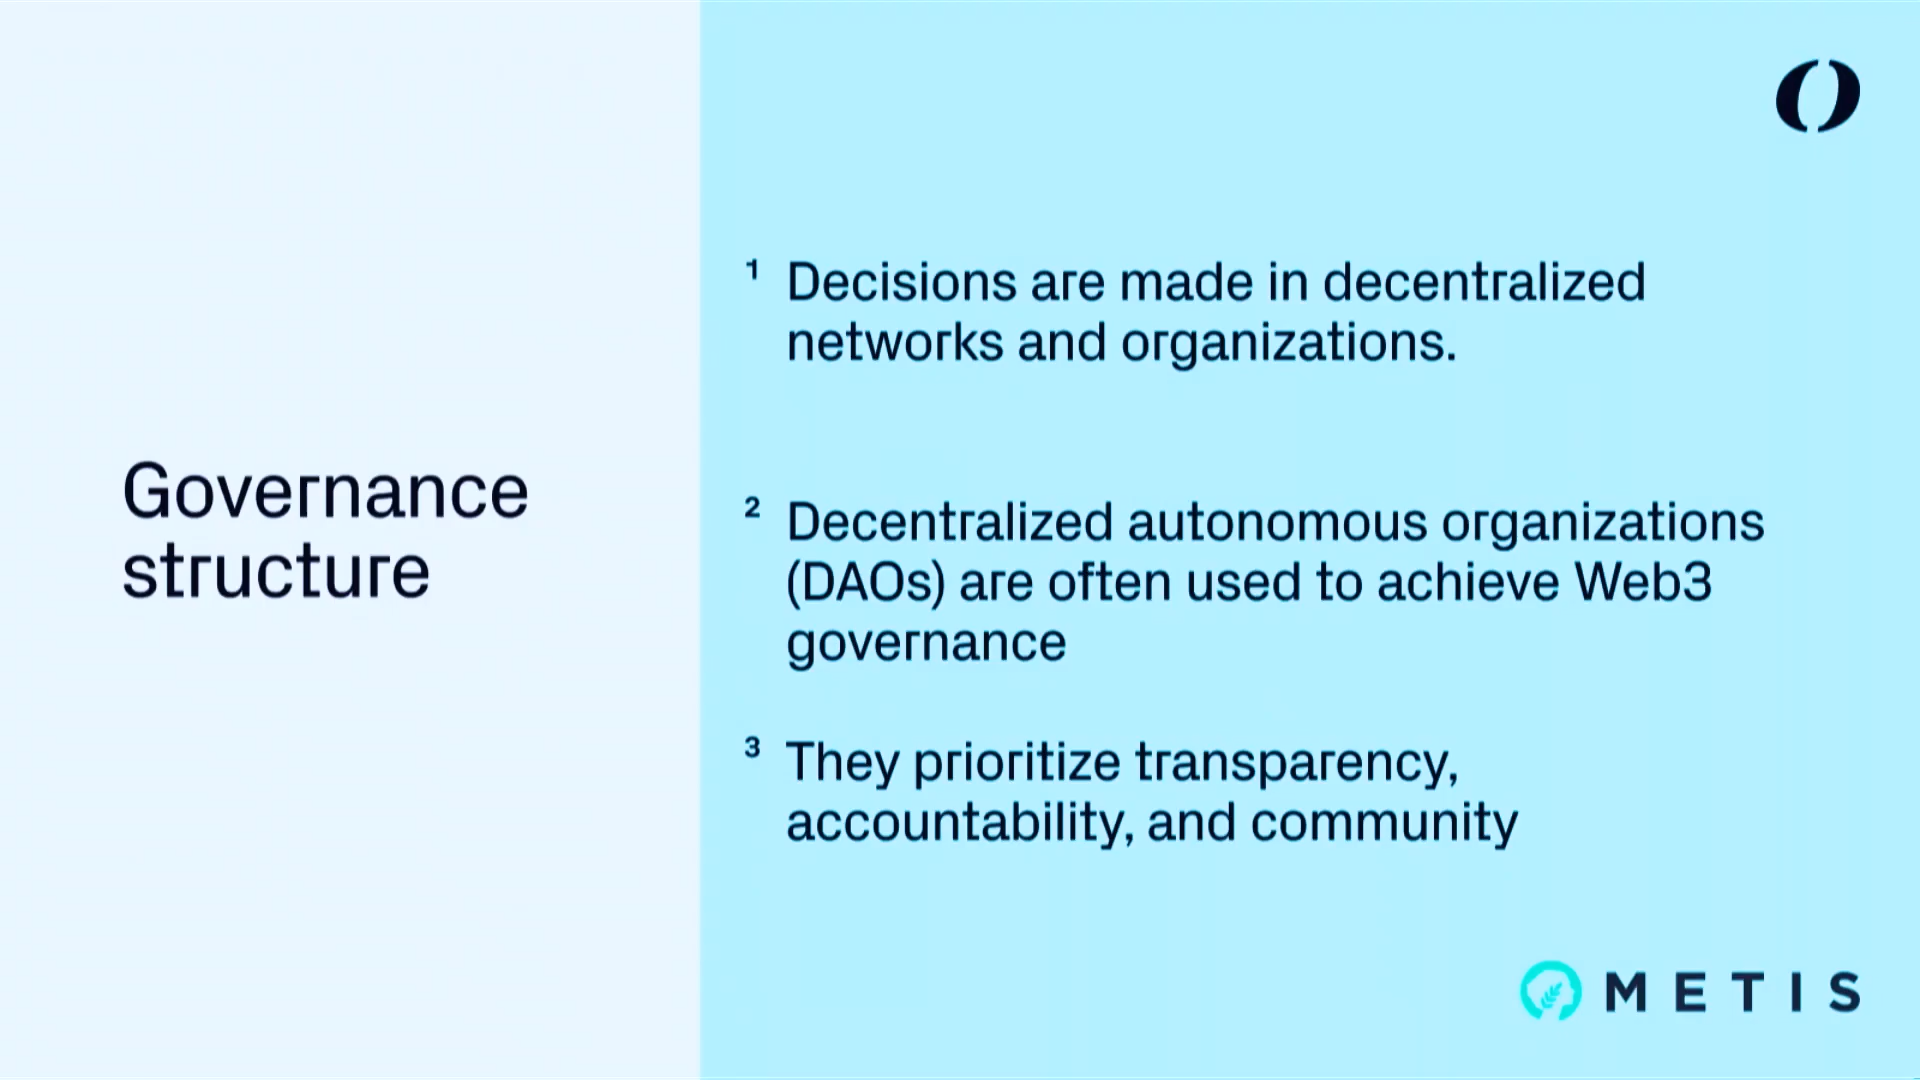 Governance
structure
1 Decisions are made in decentralized
networks and organizations.
2 Decentralized autonomous organizations
(DAOs) are often used to achieve Web3
governance
3 They prioritize transparency,
accountability, and community
METIS